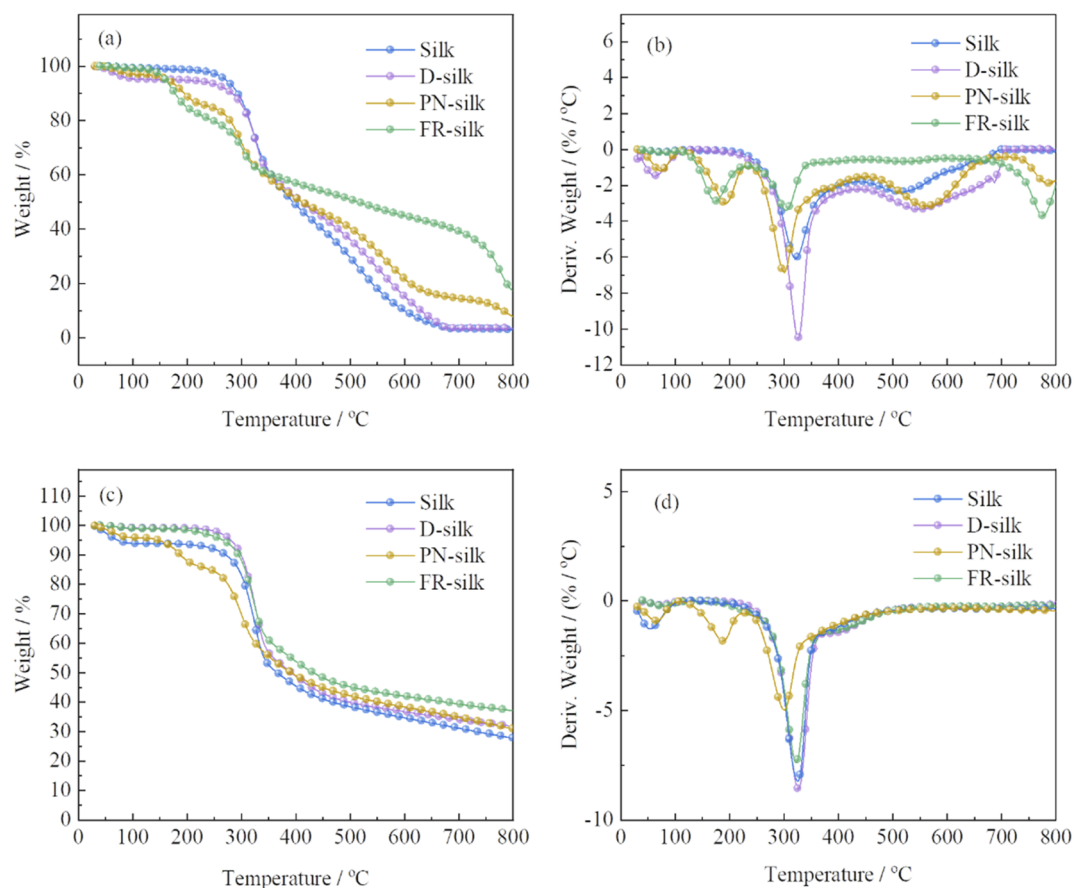 (a)
Silk
D-silk
PN-silk
FR-silk
Weight / %
100
80
60
40
20
0
0 100 200 300 400 500 600 700 800
Temperature / °C
(b)
Silk
D-silk
PN-silk
FR-silk
Deriv. Weight / (% / °C)
6
4
2
0
-2
-4
-6
-8
-10
-12
0 100 200 300 400 500 600 700 800
Temperature / °C
(c)
Silk
D-silk
PN-silk
FR-silk
Weight / %
110
100
90
80
70
60
50
40
30
20
10
0
0 100 200 300 400 500 600 700 800
Temperature / °C
(d)
Silk
D-silk
PN-silk
FR-silk
Deriv. Weight / (% / °C)
5
0
-5
-10
0 100 200 300 400 500 600 700 800
Temperature / °C